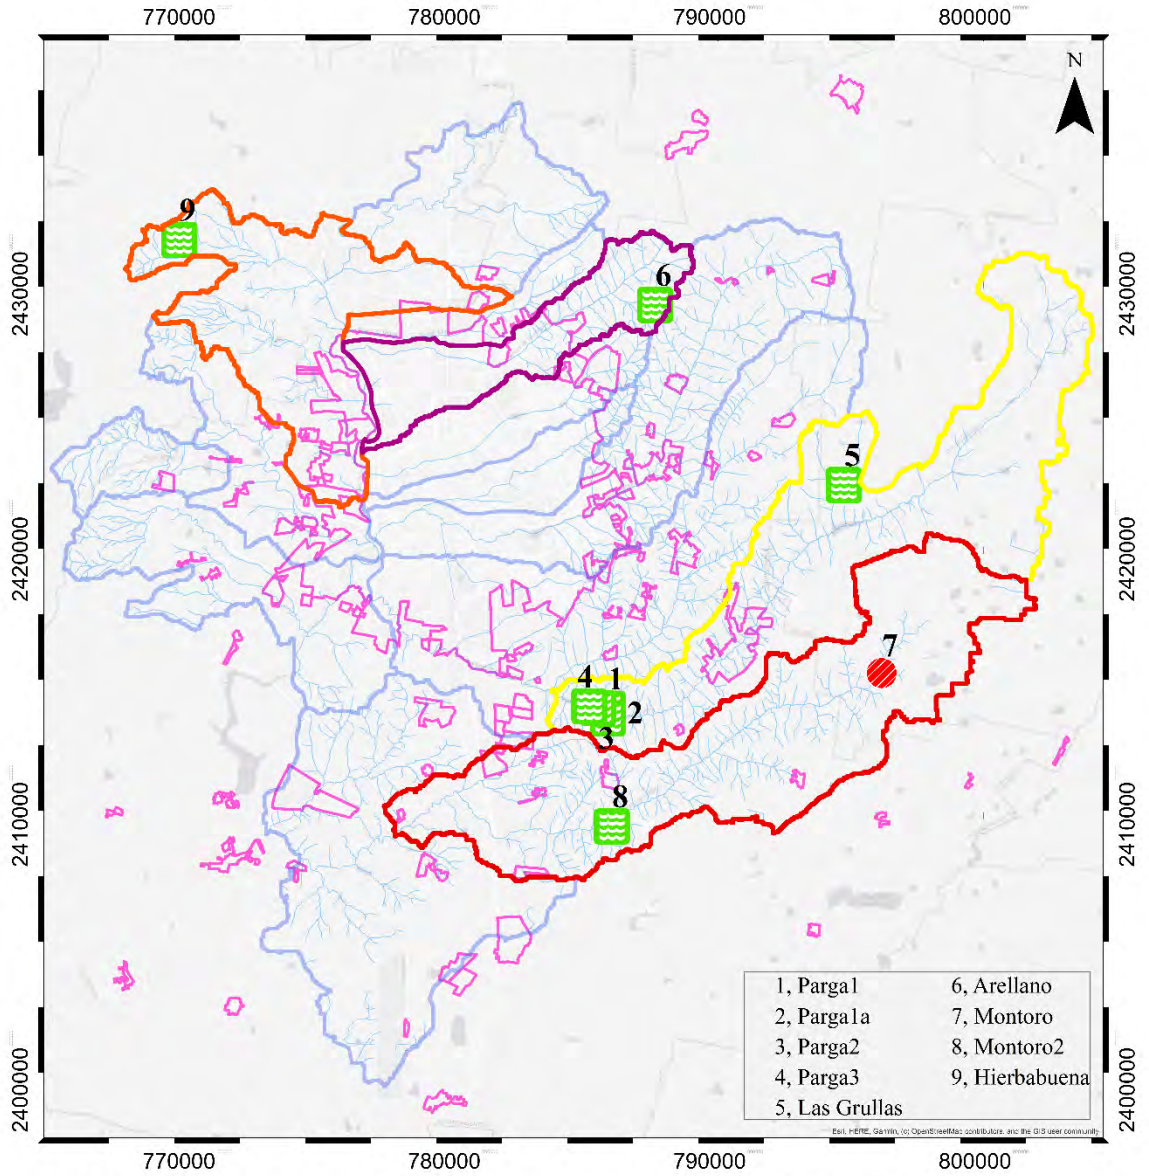 770000 780000 790000 800000
N
2430000 2430000
2420000 2420000
2410000 2410000
2400000 2400000
9
6
5
7
4 1
2
3
8
1, Parga1
2, Parga1a
3, Parga2
4, Parga3
5, Las Grullas
6, Arellano
7, Montoro
8, Montoro2
9, Hierbabuena
Esri, HERE, Garmin, (c) OpenStreetMap contributors, and the GIS user community
770000 780000 790000 800000